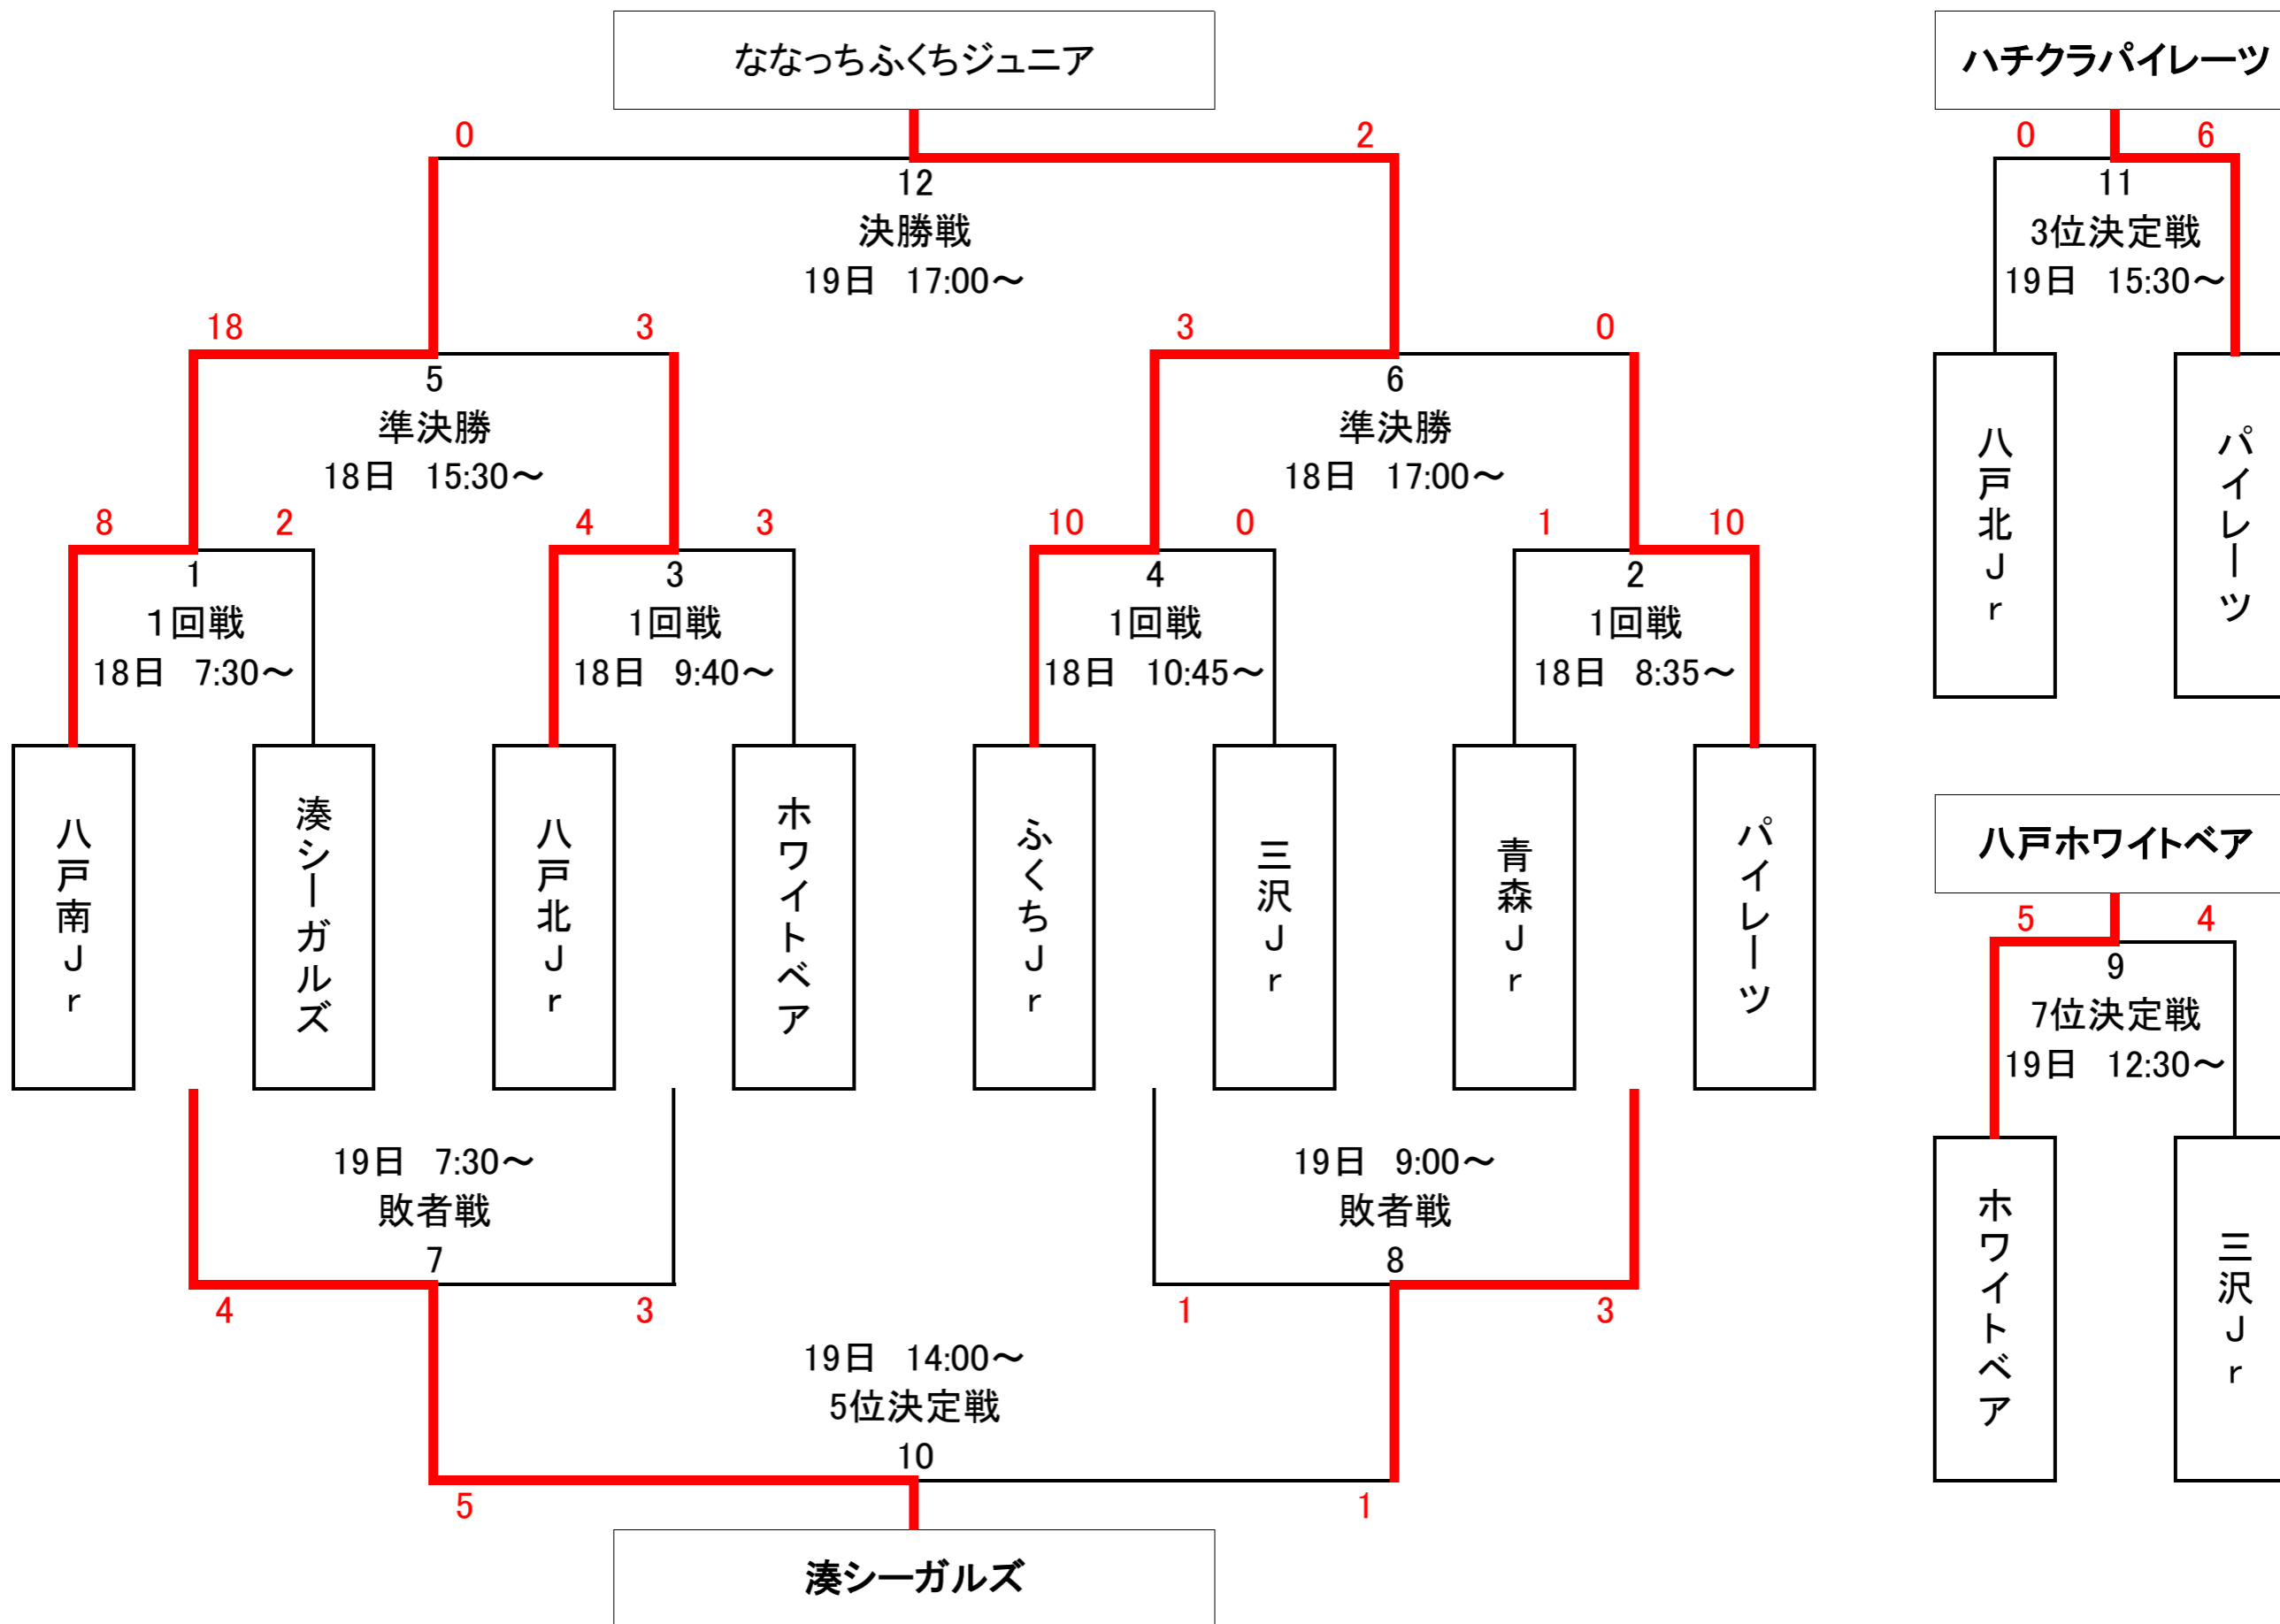 ななっちふくちジュニア
0 2
12
決勝戦
19日 17:00～
18 3
5
準決勝
18日 15:30～
3 0
6
準決勝
18日 17:00～
8 2
1
1回戦
18日 7:30～
4 3
3
1回戦
18日 9:40～
10 0
4
1回戦
18日 10:45～
1 10
2
1回戦
18日 8:35～
八戸南Jr
湊シーガルズ
八戸北Jr
ホワイトベア
ふくちJr
三沢Jr
青森Jr
パイレーツ
19日 7:30～
敗者戦
7
4 3
19日 9:00～
敗者戦
8
1 3
19日 14:00～
5位決定戦
10
5 1
湊シーガルズ
ハチクラパイレーツ
0 6
11
3位決定戦
19日 15:30～
八戸北Jr
パイレーツ
八戸ホワイトベア
5 4
9
7位決定戦
19日 12:30～
ホワイトベア
三沢Jr